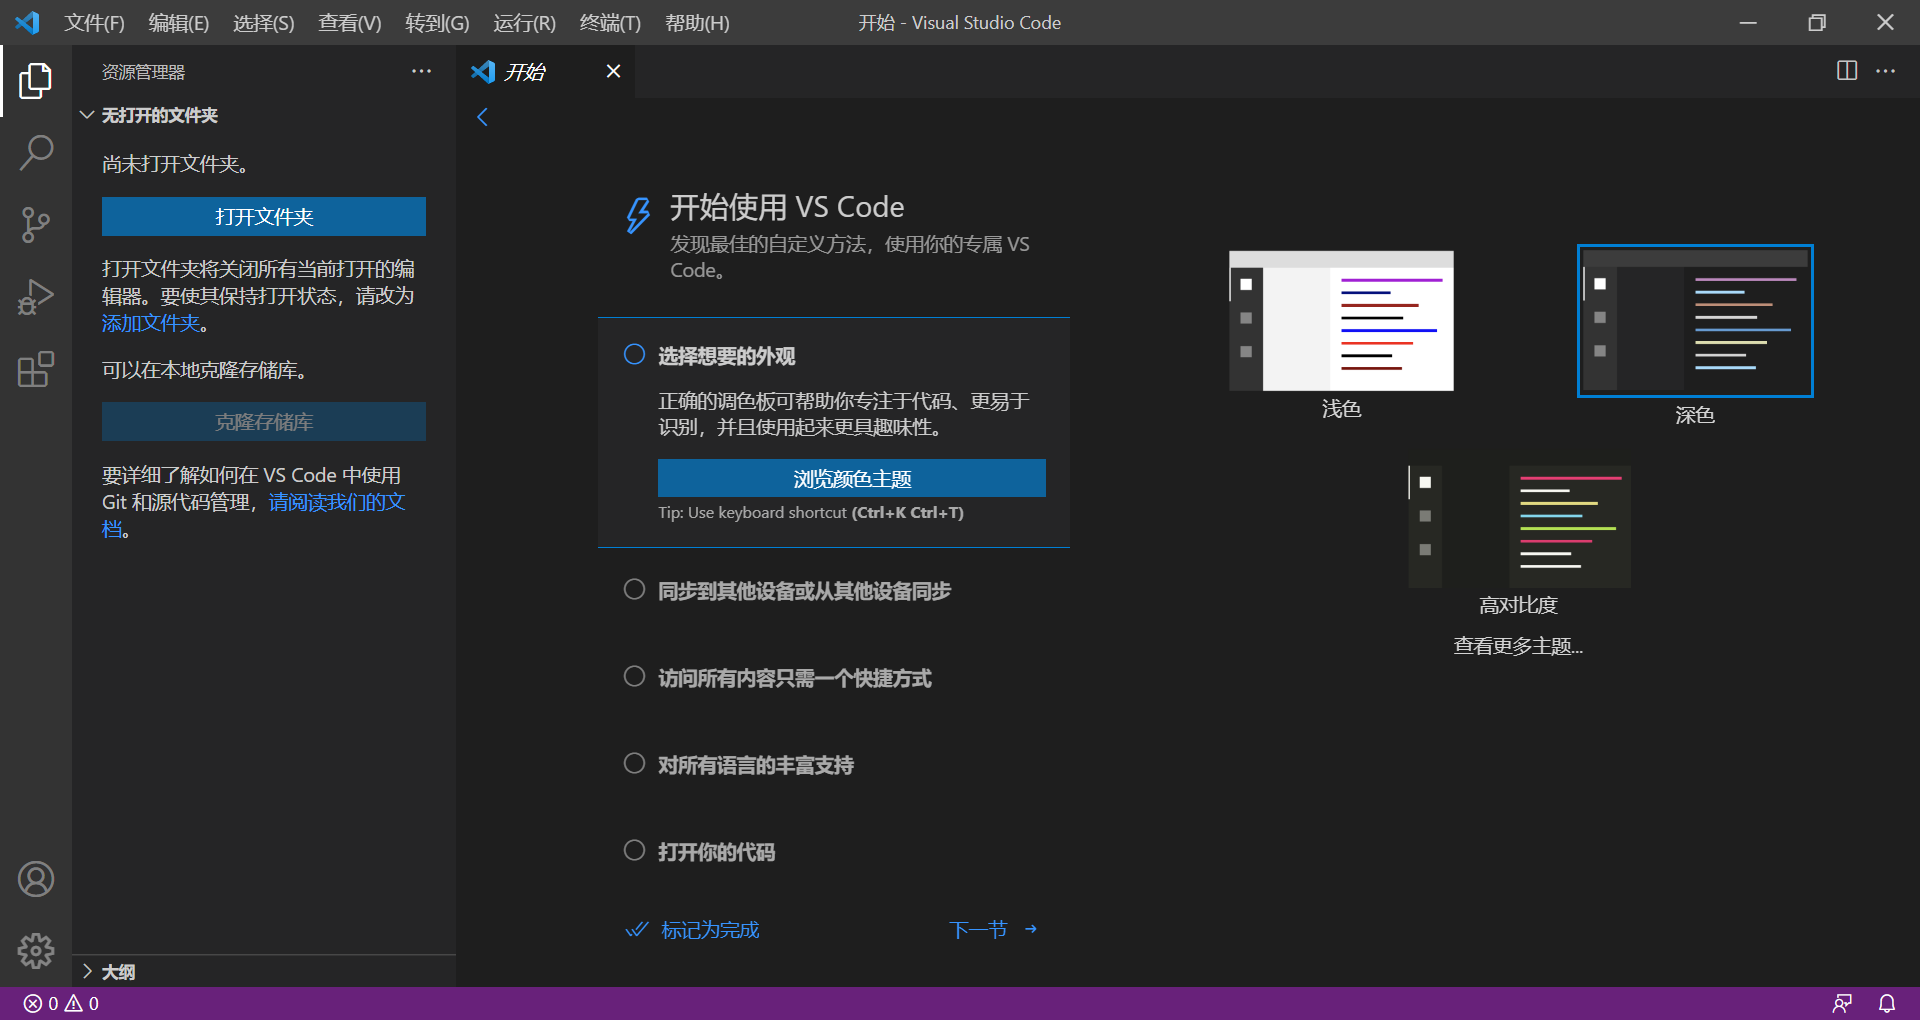 文件(F) 编辑(E) 选择(S) 查看(V) 转到(G) 运行(R) 终端(T) 帮助(H) 开始 - Visual Studio Code
资源管理器
无打开的文件夹
尚未打开文件夹。
打开文件夹
打开文件夹将关闭所有当前打开的编
辑器。要使其保持打开状态，请改为
添加文件夹。
可以在本地克隆存储库。
克隆存储库
要详细了解如何在 VS Code 中使用
Git 和源代码管理，请阅读我们的文
档。
大纲
开始
开始使用 VS Code
发现最佳的自定义方法，使用你的专属 VS
Code。
选择想要的外观
正确的调色板可帮助你专注于代码、更易于
识别，并且使用起来更具趣味性。
浏览颜色主题
Tip: Use keyboard shortcut (Ctrl+K Ctrl+T)
同步到其他设备或从其他设备同步
访问所有内容只需一个快捷方式
对所有语言的丰富支持
打开你的代码
标记为完成 下一节
浅色
深色
高对比度
查看更多主题...
0 0